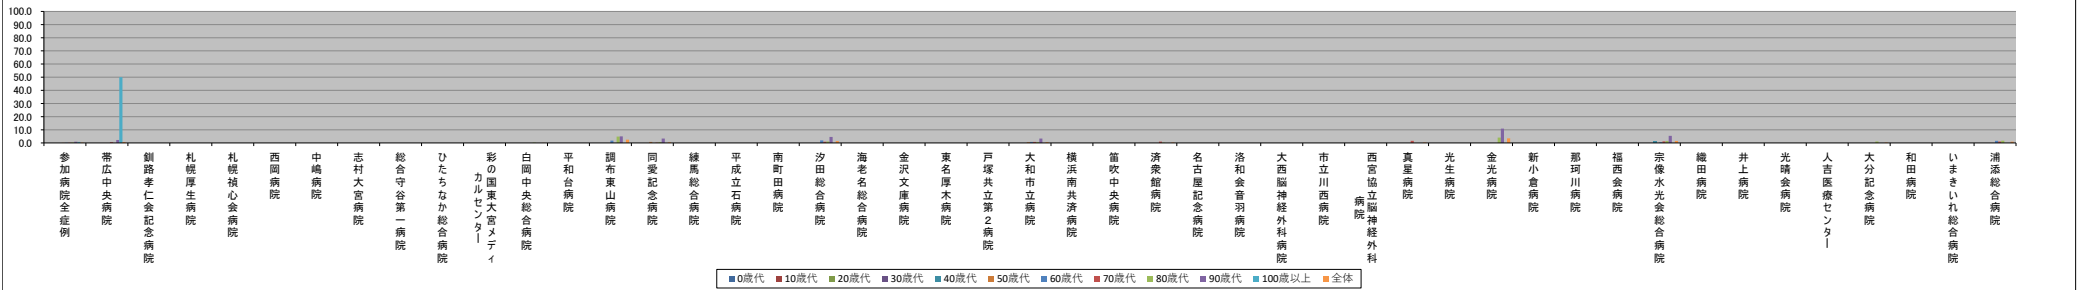 100.0
90.0
80.0
70.0
60.0
50.0
40.0
30.0
20.0
10.0
0.0
参加病院全症例
帯広中央病院
釧路孝仁会記念病院
札幌厚生病院
札幌禎心会病院
西岡病院
中嶋病院
志村大宮病院
総合守谷第一病院
ひたちなか総合病院
彩の国東大宮メディ
カルセンター
白岡中央総合病院
平和台病院
調布東山病院
同愛記念病院
練馬総合病院
平成立石病院
南町田病院
汐田総合病院
海老名総合病院
金沢文庫病院
東名厚木病院
戸塚共立第２病院
大和市立病院
横浜南共済病院
笛吹中央病院
済衆館病院
名古屋記念病院
洛和会音羽病院
大西脳神経外科病院
市立川西病院
西宮協立脳神経外科
病院
真星病院
光生病院
金光病院
新小倉病院
那珂川病院
福西会病院
宗像水光会総合病院
織田病院
井上病院
光晴会病院
人吉医療センター
大分記念病院
和田病院
いまきいれ総合病院
浦添総合病院
0歳代
10歳代
20歳代
30歳代
40歳代
50歳代
60歳代
70歳代
80歳代
90歳代
100歳以上
全体